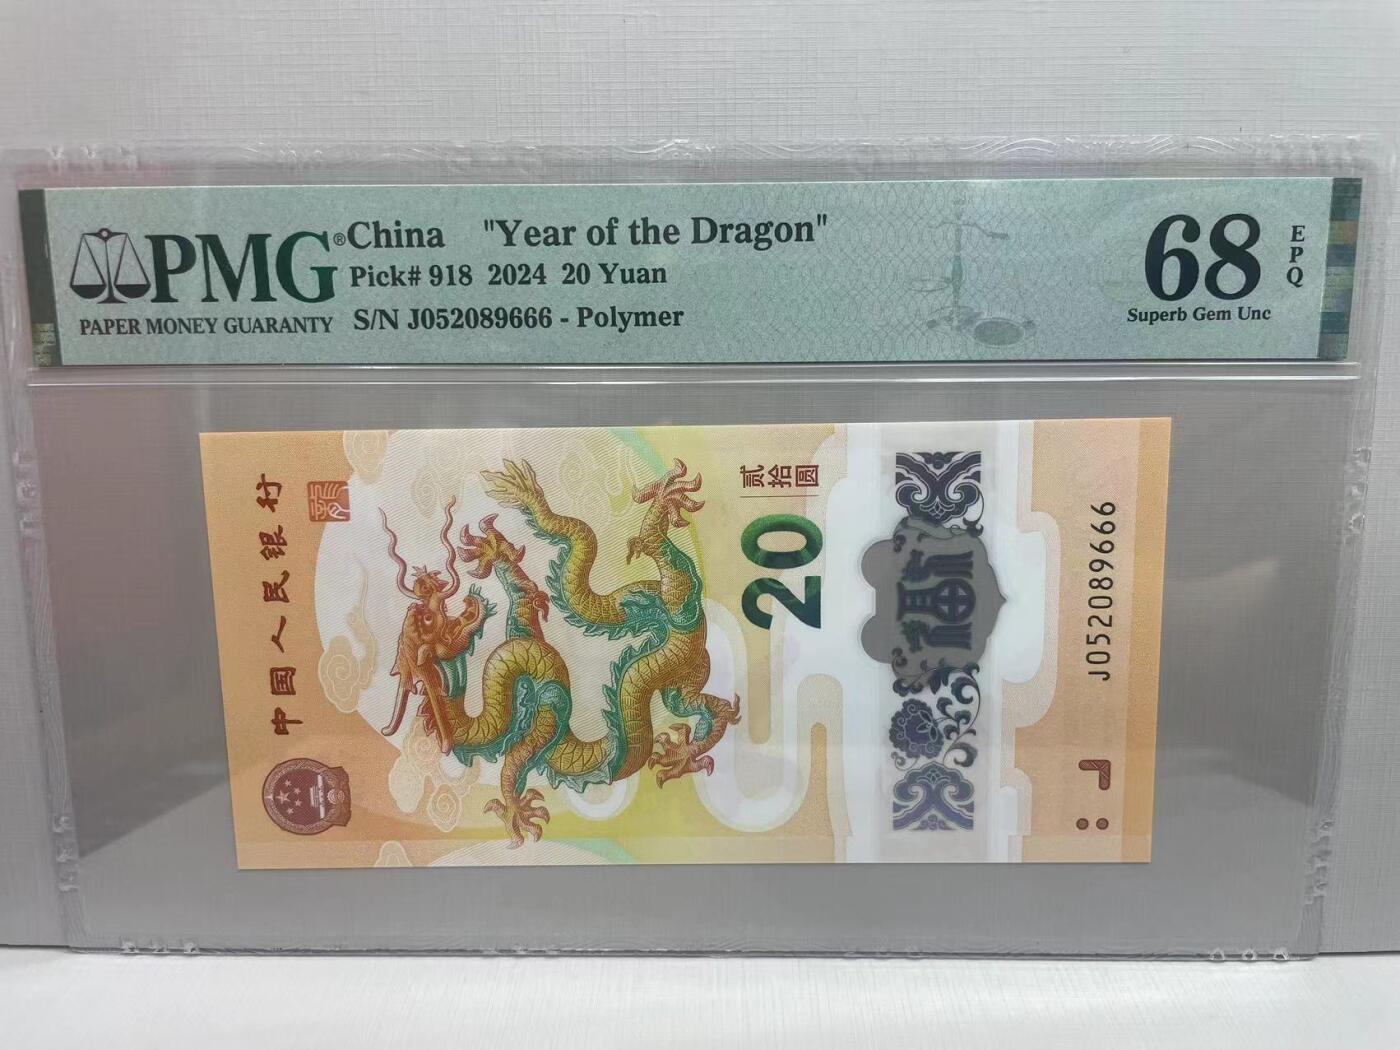 PMG®
PAPER MONEY GUARANTY
China "Year of the Dragon"
Pick# 918 2024 20 Yuan
S/N J052089666 - Polymer
68
EPQ
Superb Gem Unc
中国人民银行
贰拾圆
20
J052089666